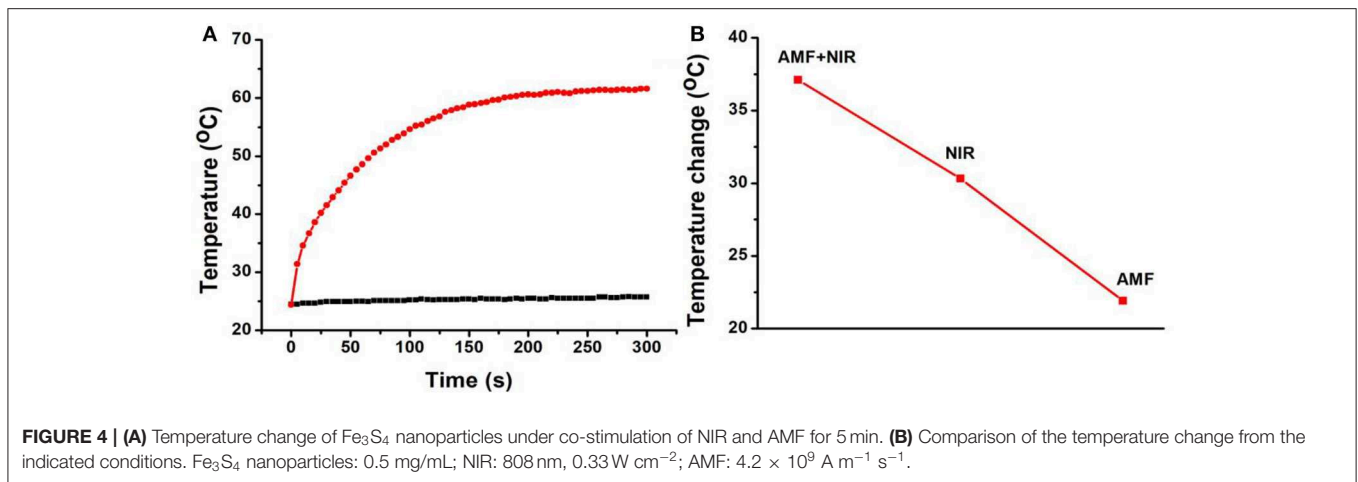 A
70
60
50
40
30
20
Temperature (ºC)
0 50 100 150 200 250 300
Time (s)
B
40
35
30
25
20
Temperature change (ºC)
AMF+NIR
NIR
AMF
FIGURE 4 | (A) Temperature change of Fe₃S₄ nanoparticles under co-stimulation of NIR and AMF for 5 min. (B) Comparison of the temperature change from the
indicated conditions. Fe₃S₄ nanoparticles: 0.5 mg/mL; NIR: 808 nm, 0.33 W cm⁻²; AMF: 4.2 × 10⁹ A m⁻¹ s⁻¹.